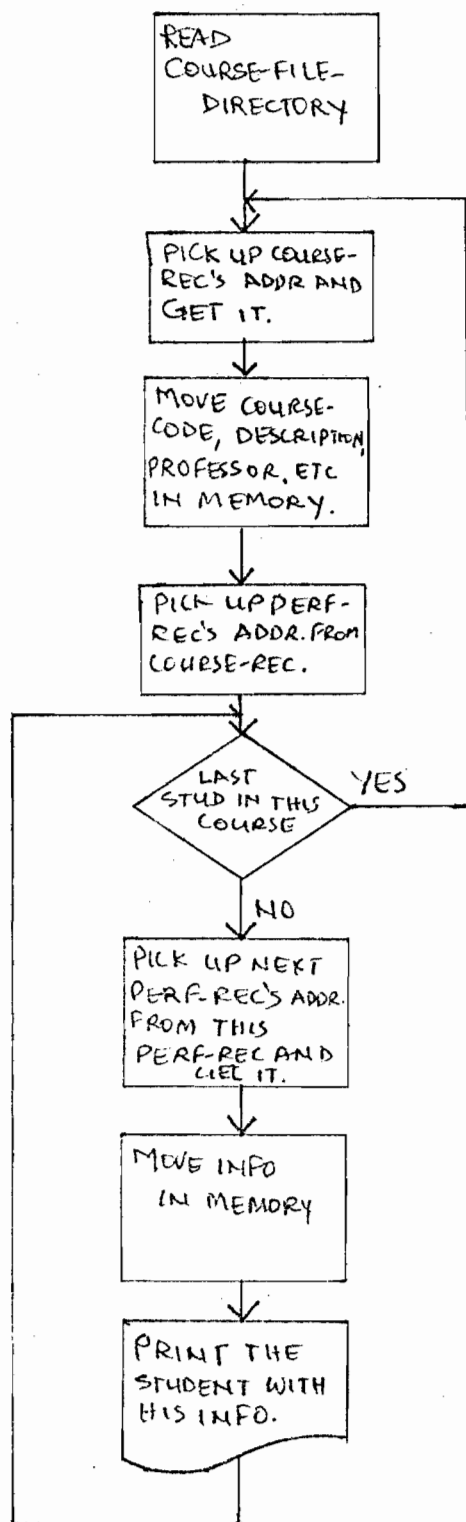 READ
COURSE-FILE-
DIRECTORY
PICK UP COURSE-
REC'S ADDR AND
GET IT.
MOVE COURSE-
CODE, DESCRIPTION,
PROFESSOR, ETC
IN MEMORY.
PICK UP PERF-
REC'S ADDR. FROM
COURSE-REC.
LAST
STUD IN THIS
COURSE
YES
NO
PICK UP NEXT
PERF-REC'S ADDR.
FROM THIS
PERF-REC AND
IT.
MOVE INFO
IN MEMORY
PRINT THE
STUDENT WITH
HIS INFO.